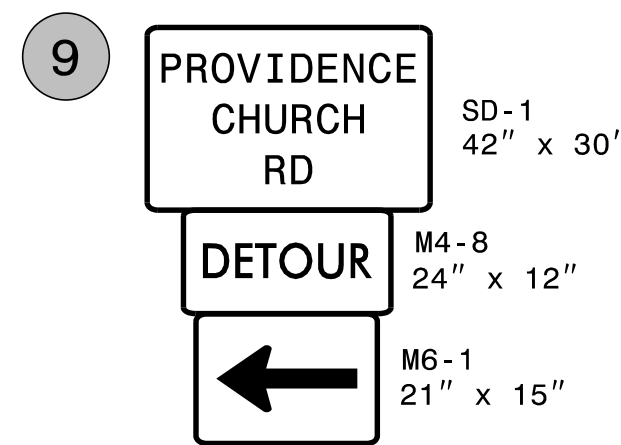 9
PROVIDENCE
CHURCH
RD
SD-1
42" x 30'
DETOUR
M4-8
24" x 12"
M6-1
21" x 15"